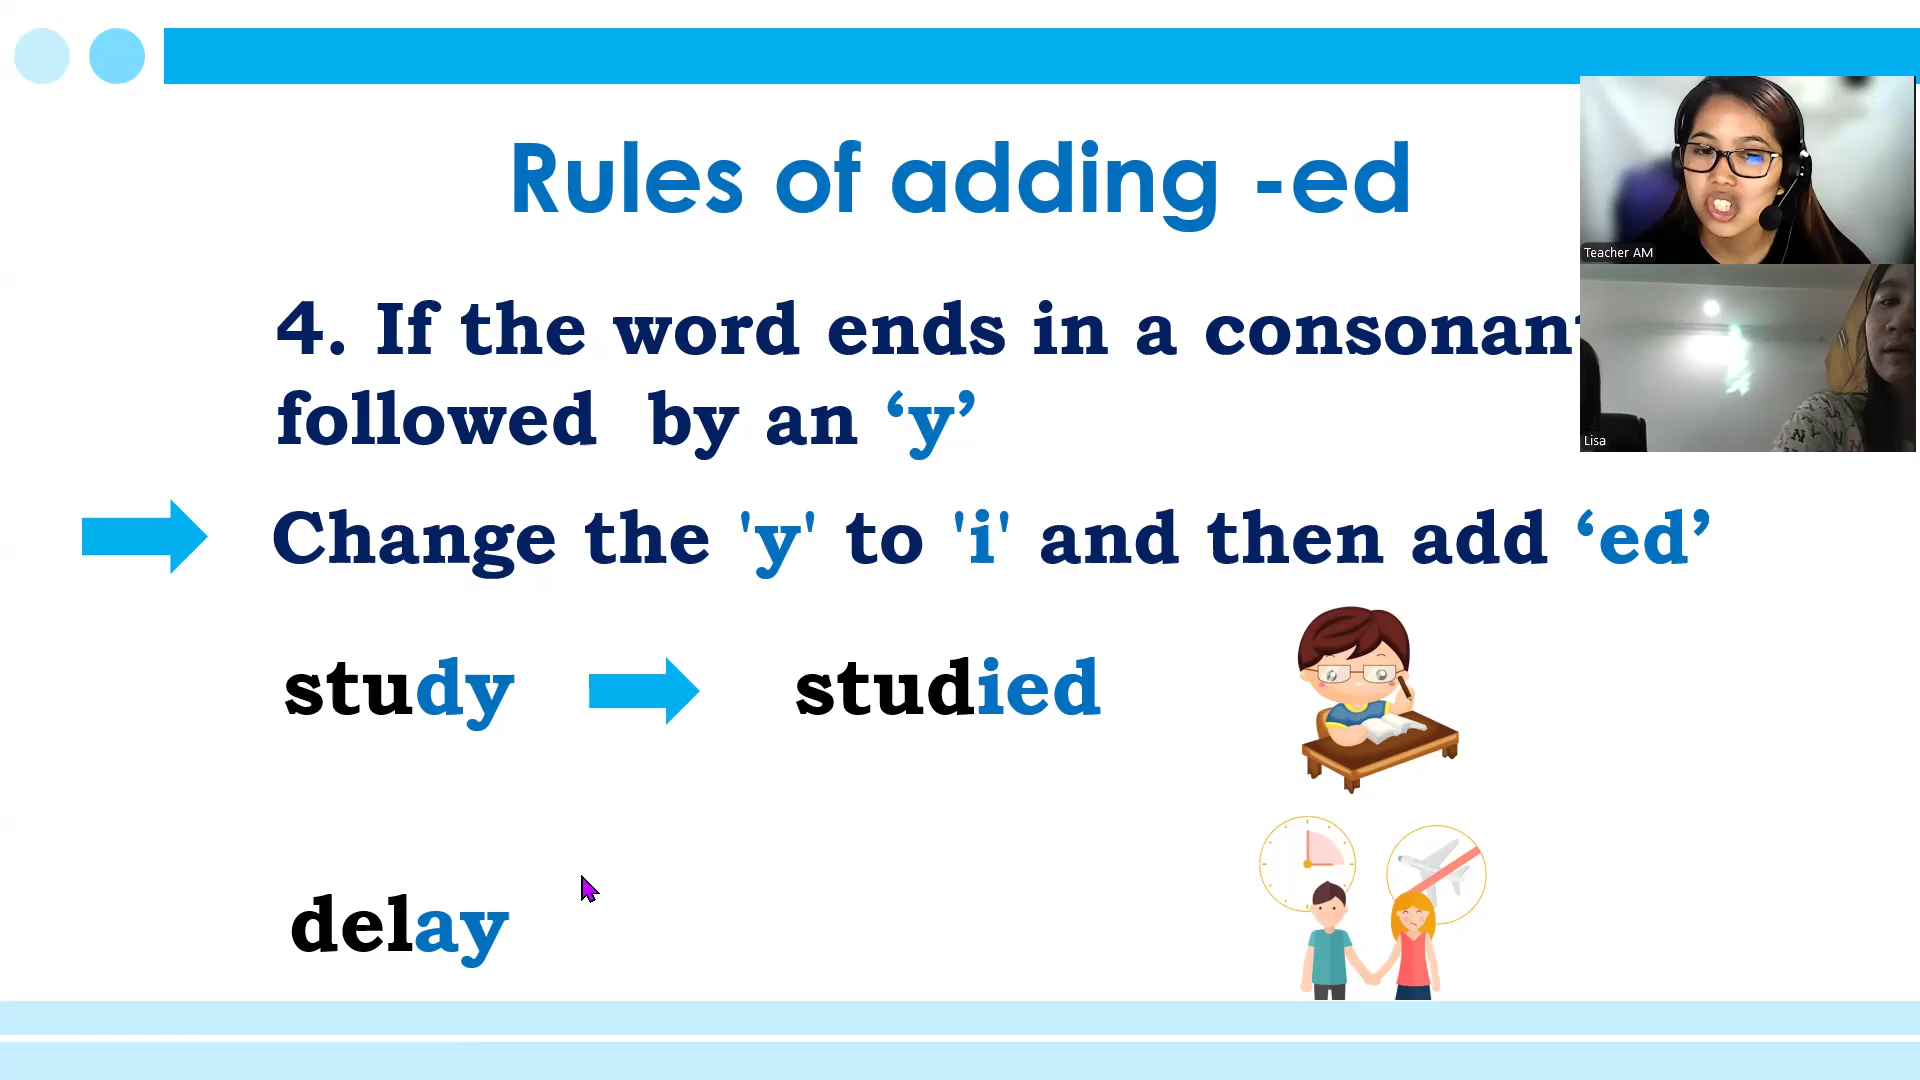 Rules of adding -ed
Teacher AM
4. If the word ends in a consonant
followed by an ‘y’
Lisa
Change the 'y' to 'i' and then add ‘ed’
study studied
delay